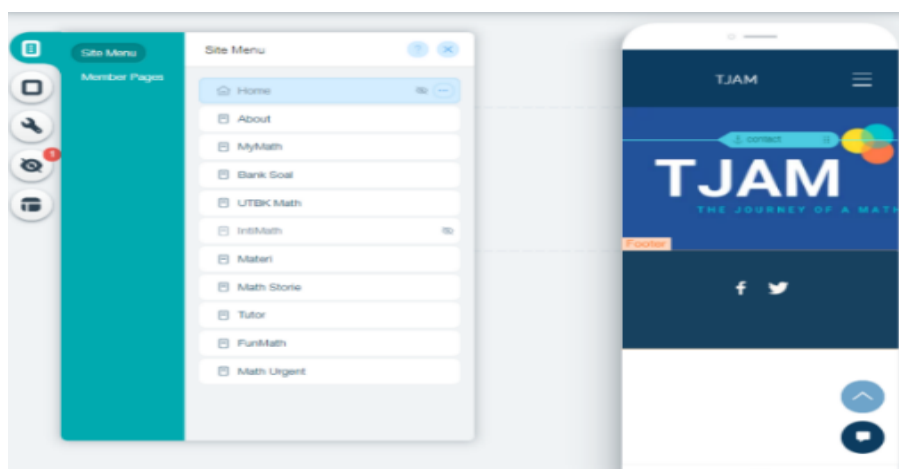 Site Menu
Member Pages
Site Menu
?
Home
About
MyMath
Bank Soal
UTBK Math
IntiMath
Materi
Math Storie
Tutor
FunMath
Math Urgent
1
TJAM
contact
TJAM
THE JOURNEY OF A MATH
Footer